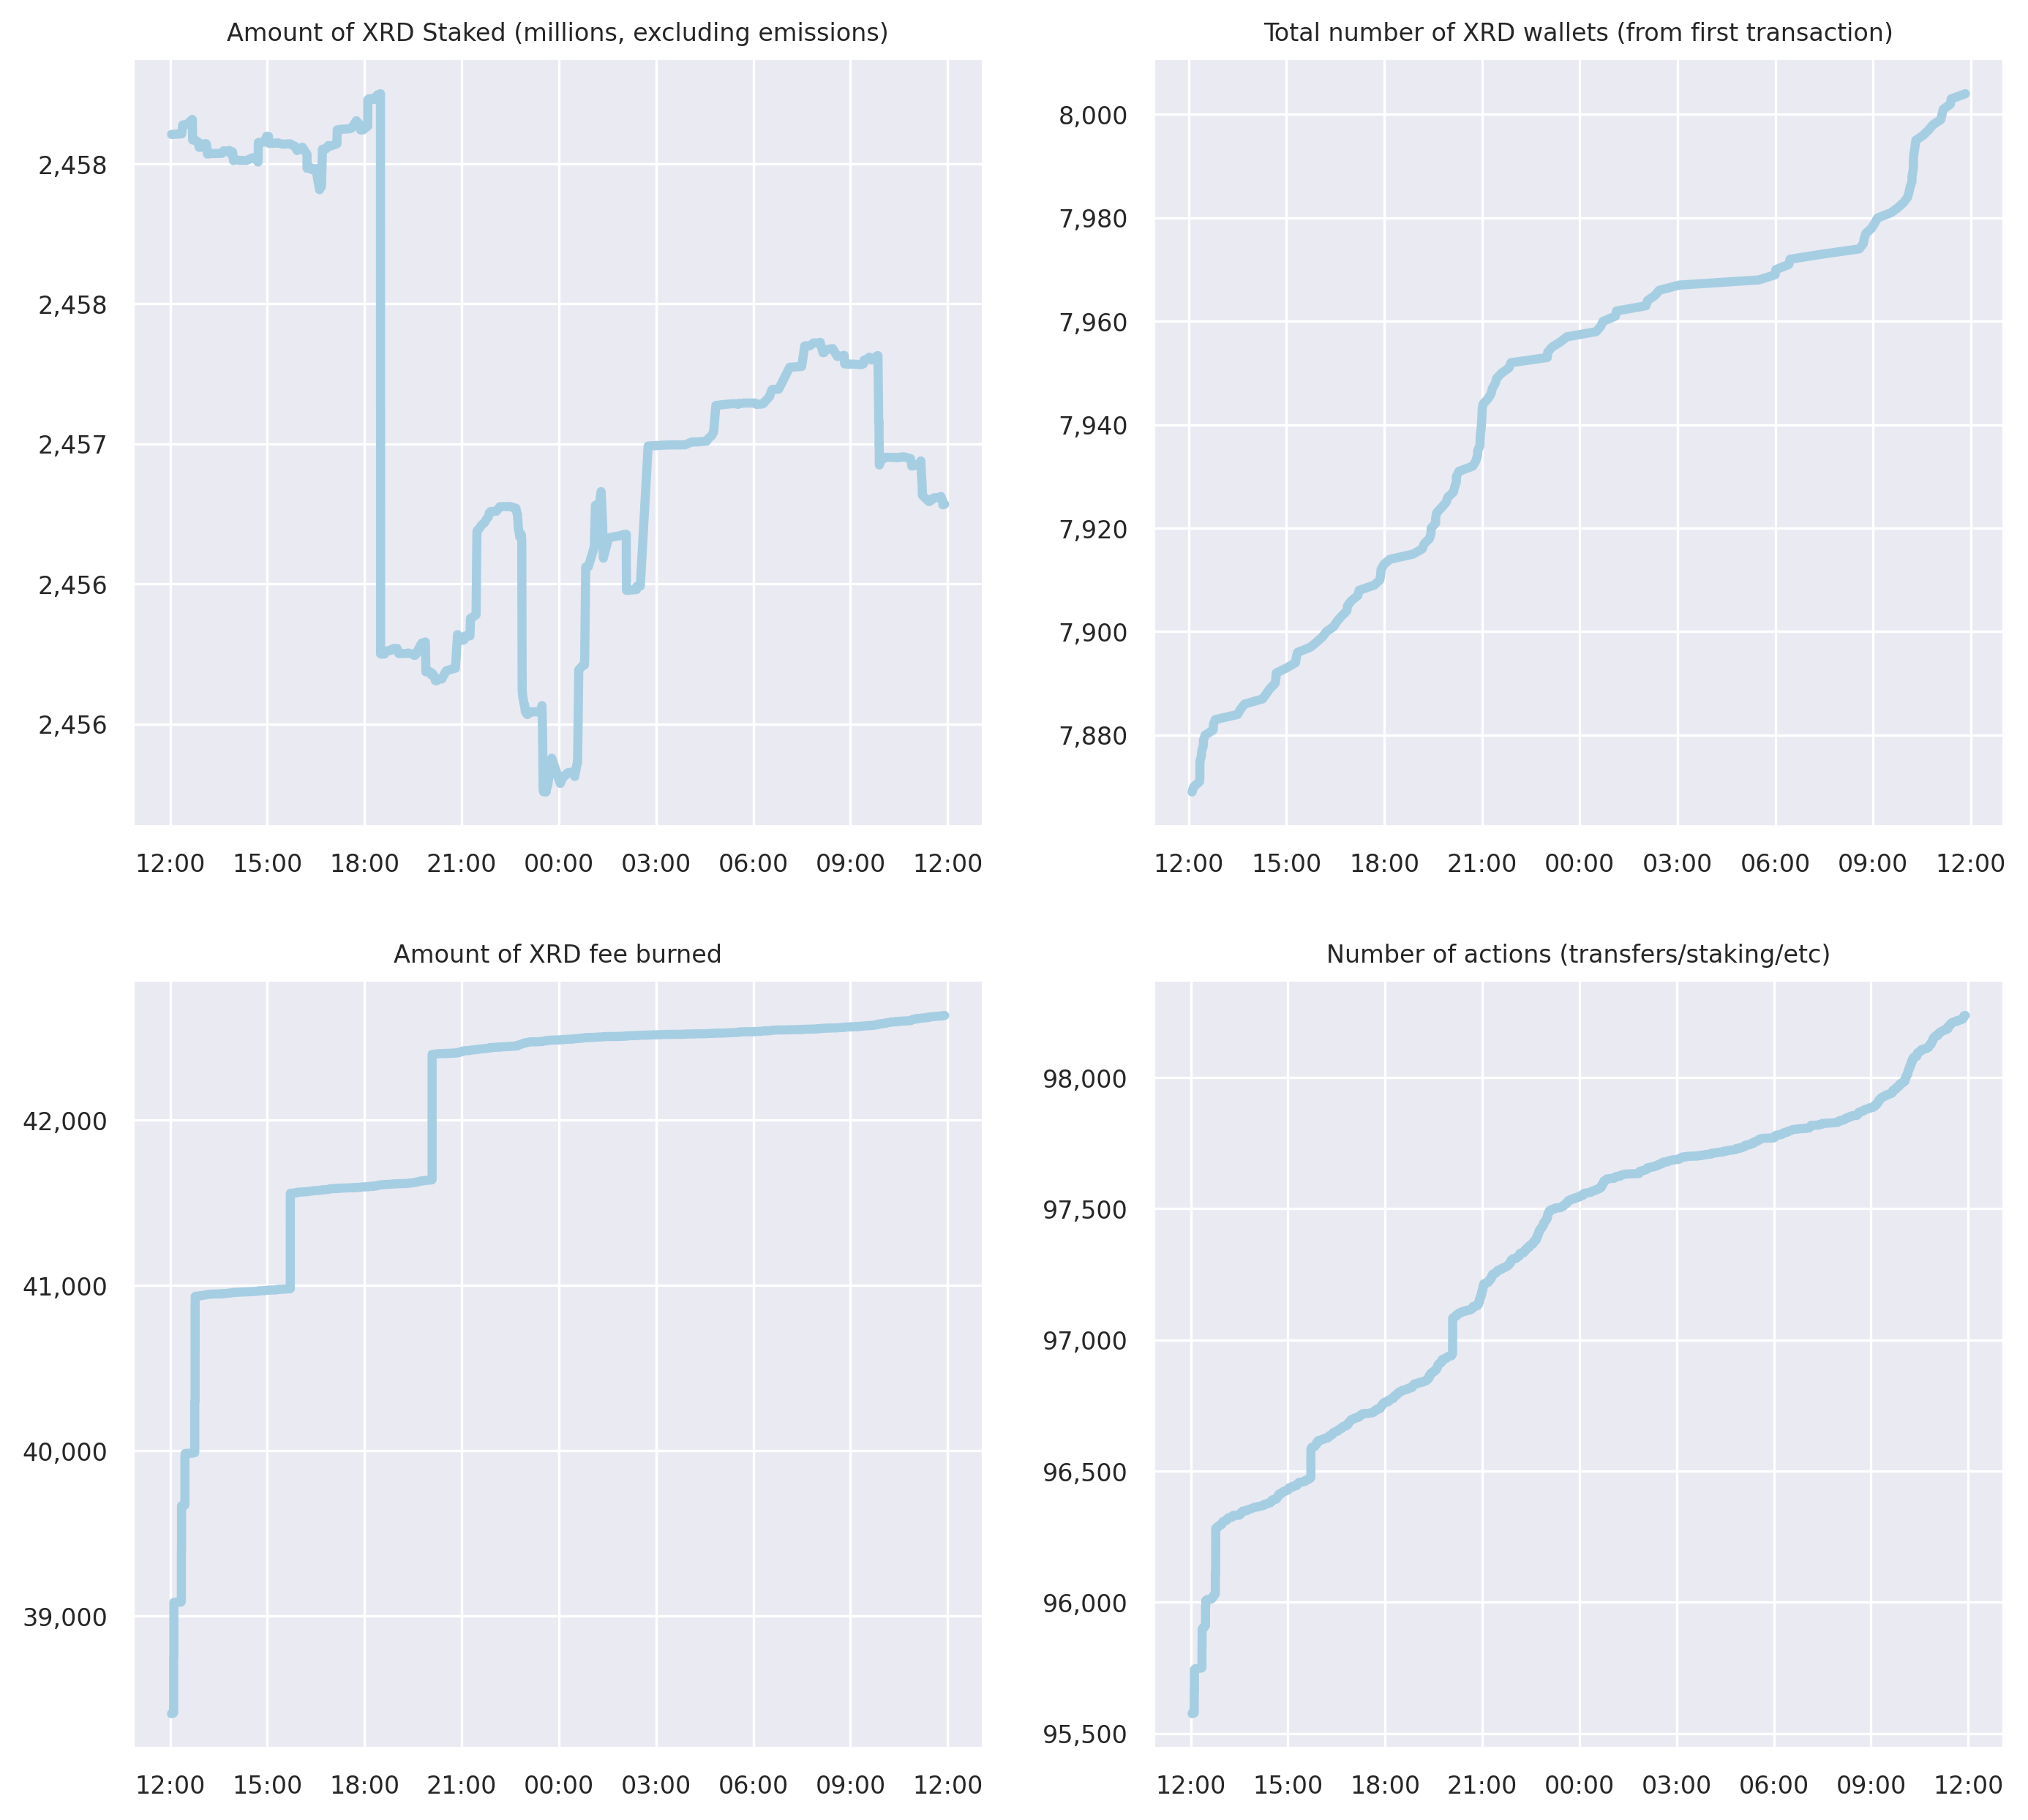 Amount of XRD Staked (millions, excluding emissions)
2,458
2,458
2,457
2,456
2,456
12:00 15:00 18:00 21:00 00:00 03:00 06:00 09:00 12:00
Total number of XRD wallets (from first transaction)
8,000
7,980
7,960
7,940
7,920
7,900
7,880
12:00 15:00 18:00 21:00 00:00 03:00 06:00 09:00 12:00
Amount of XRD fee burned
42,000
41,000
40,000
39,000
12:00 15:00 18:00 21:00 00:00 03:00 06:00 09:00 12:00
Number of actions (transfers/staking/etc)
98,000
97,500
97,000
96,500
96,000
95,500
12:00 15:00 18:00 21:00 00:00 03:00 06:00 09:00 12:00